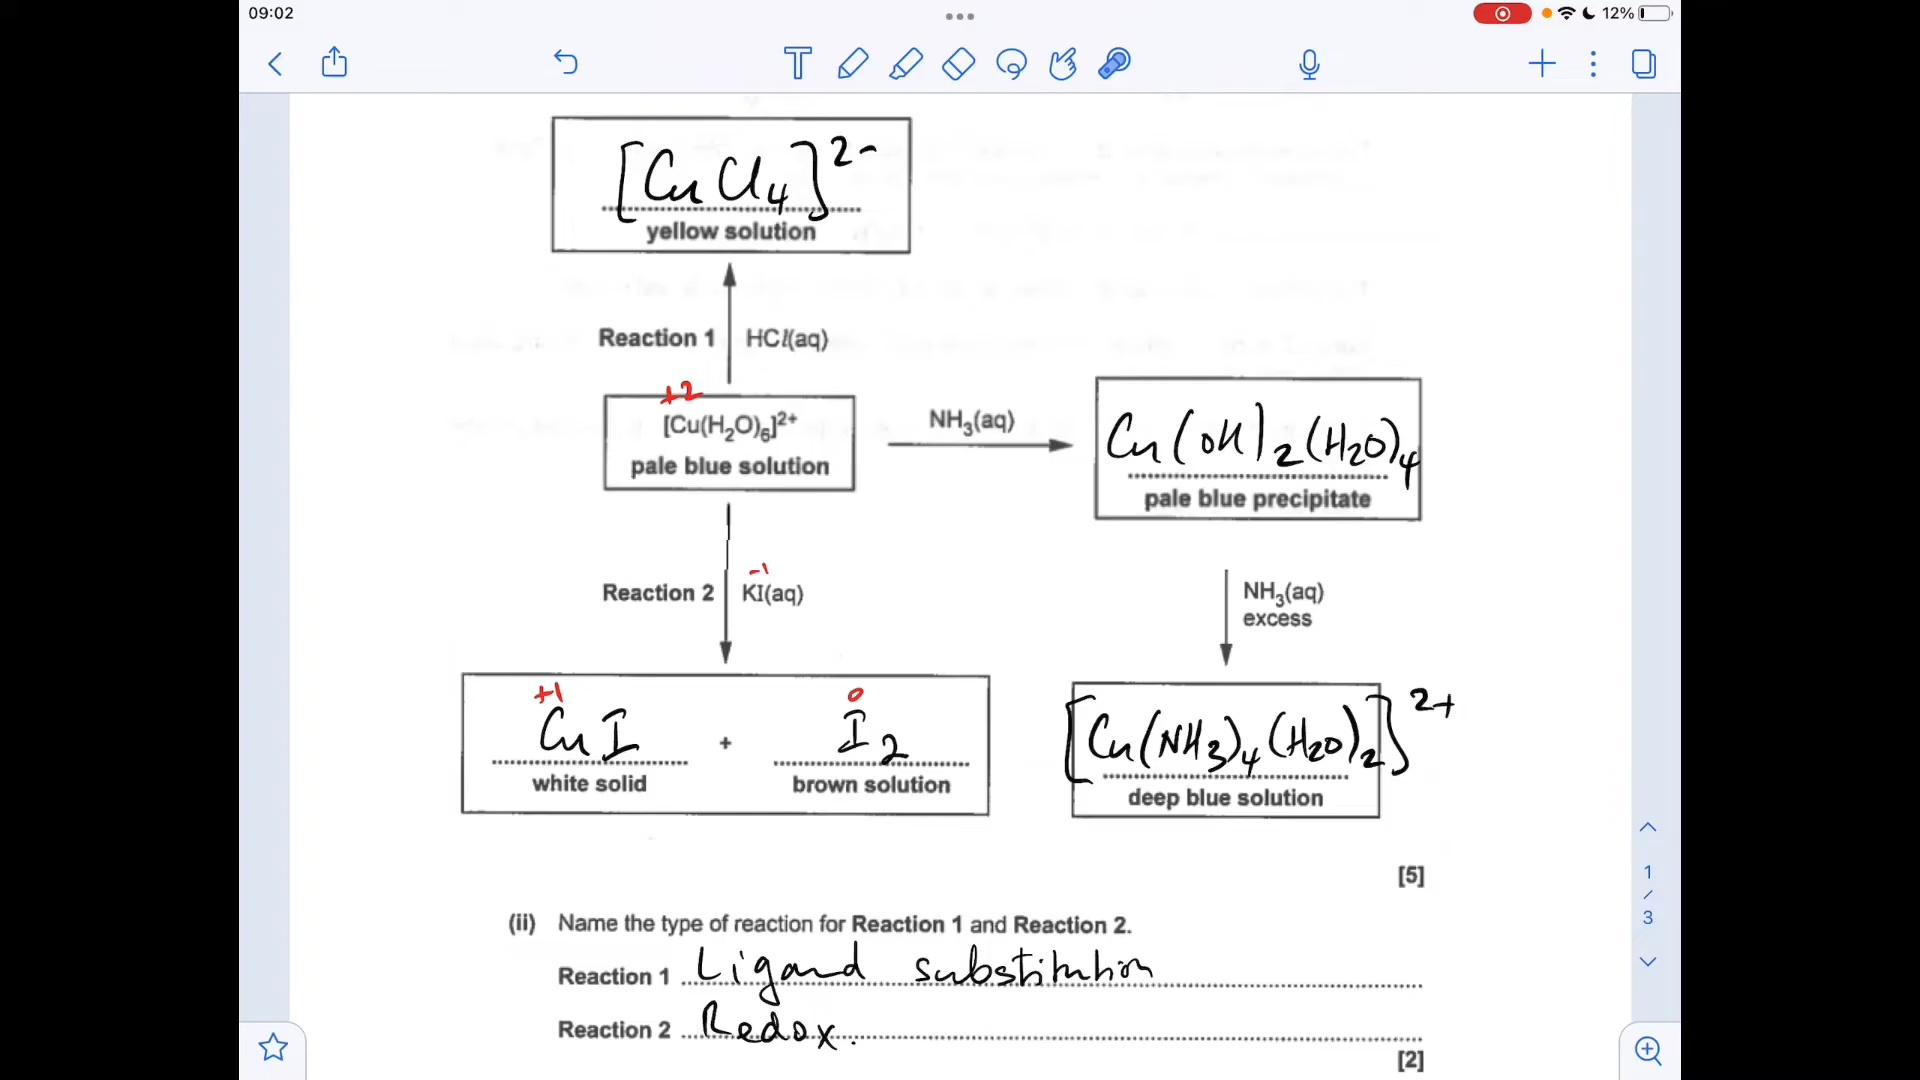 09:02
12%
[CuCl₄]²⁻
yellow solution
Reaction 1 HCl(aq)
+2
[Cu(H₂O)₆]²⁺
pale blue solution
NH₃(aq)
Cu(OH)₂(H₂O)₄
pale blue precipitate
-1
Reaction 2 KI(aq)
NH₃(aq)
excess
+1 0
CuI + I₂
white solid brown solution
[Cu(NH₃)₄(H₂O)₂]²⁺
deep blue solution
[5]
(ii) Name the type of reaction for Reaction 1 and Reaction 2.
Reaction 1 Ligand substitution
Reaction 2 Redox.
[2]
1
/
3